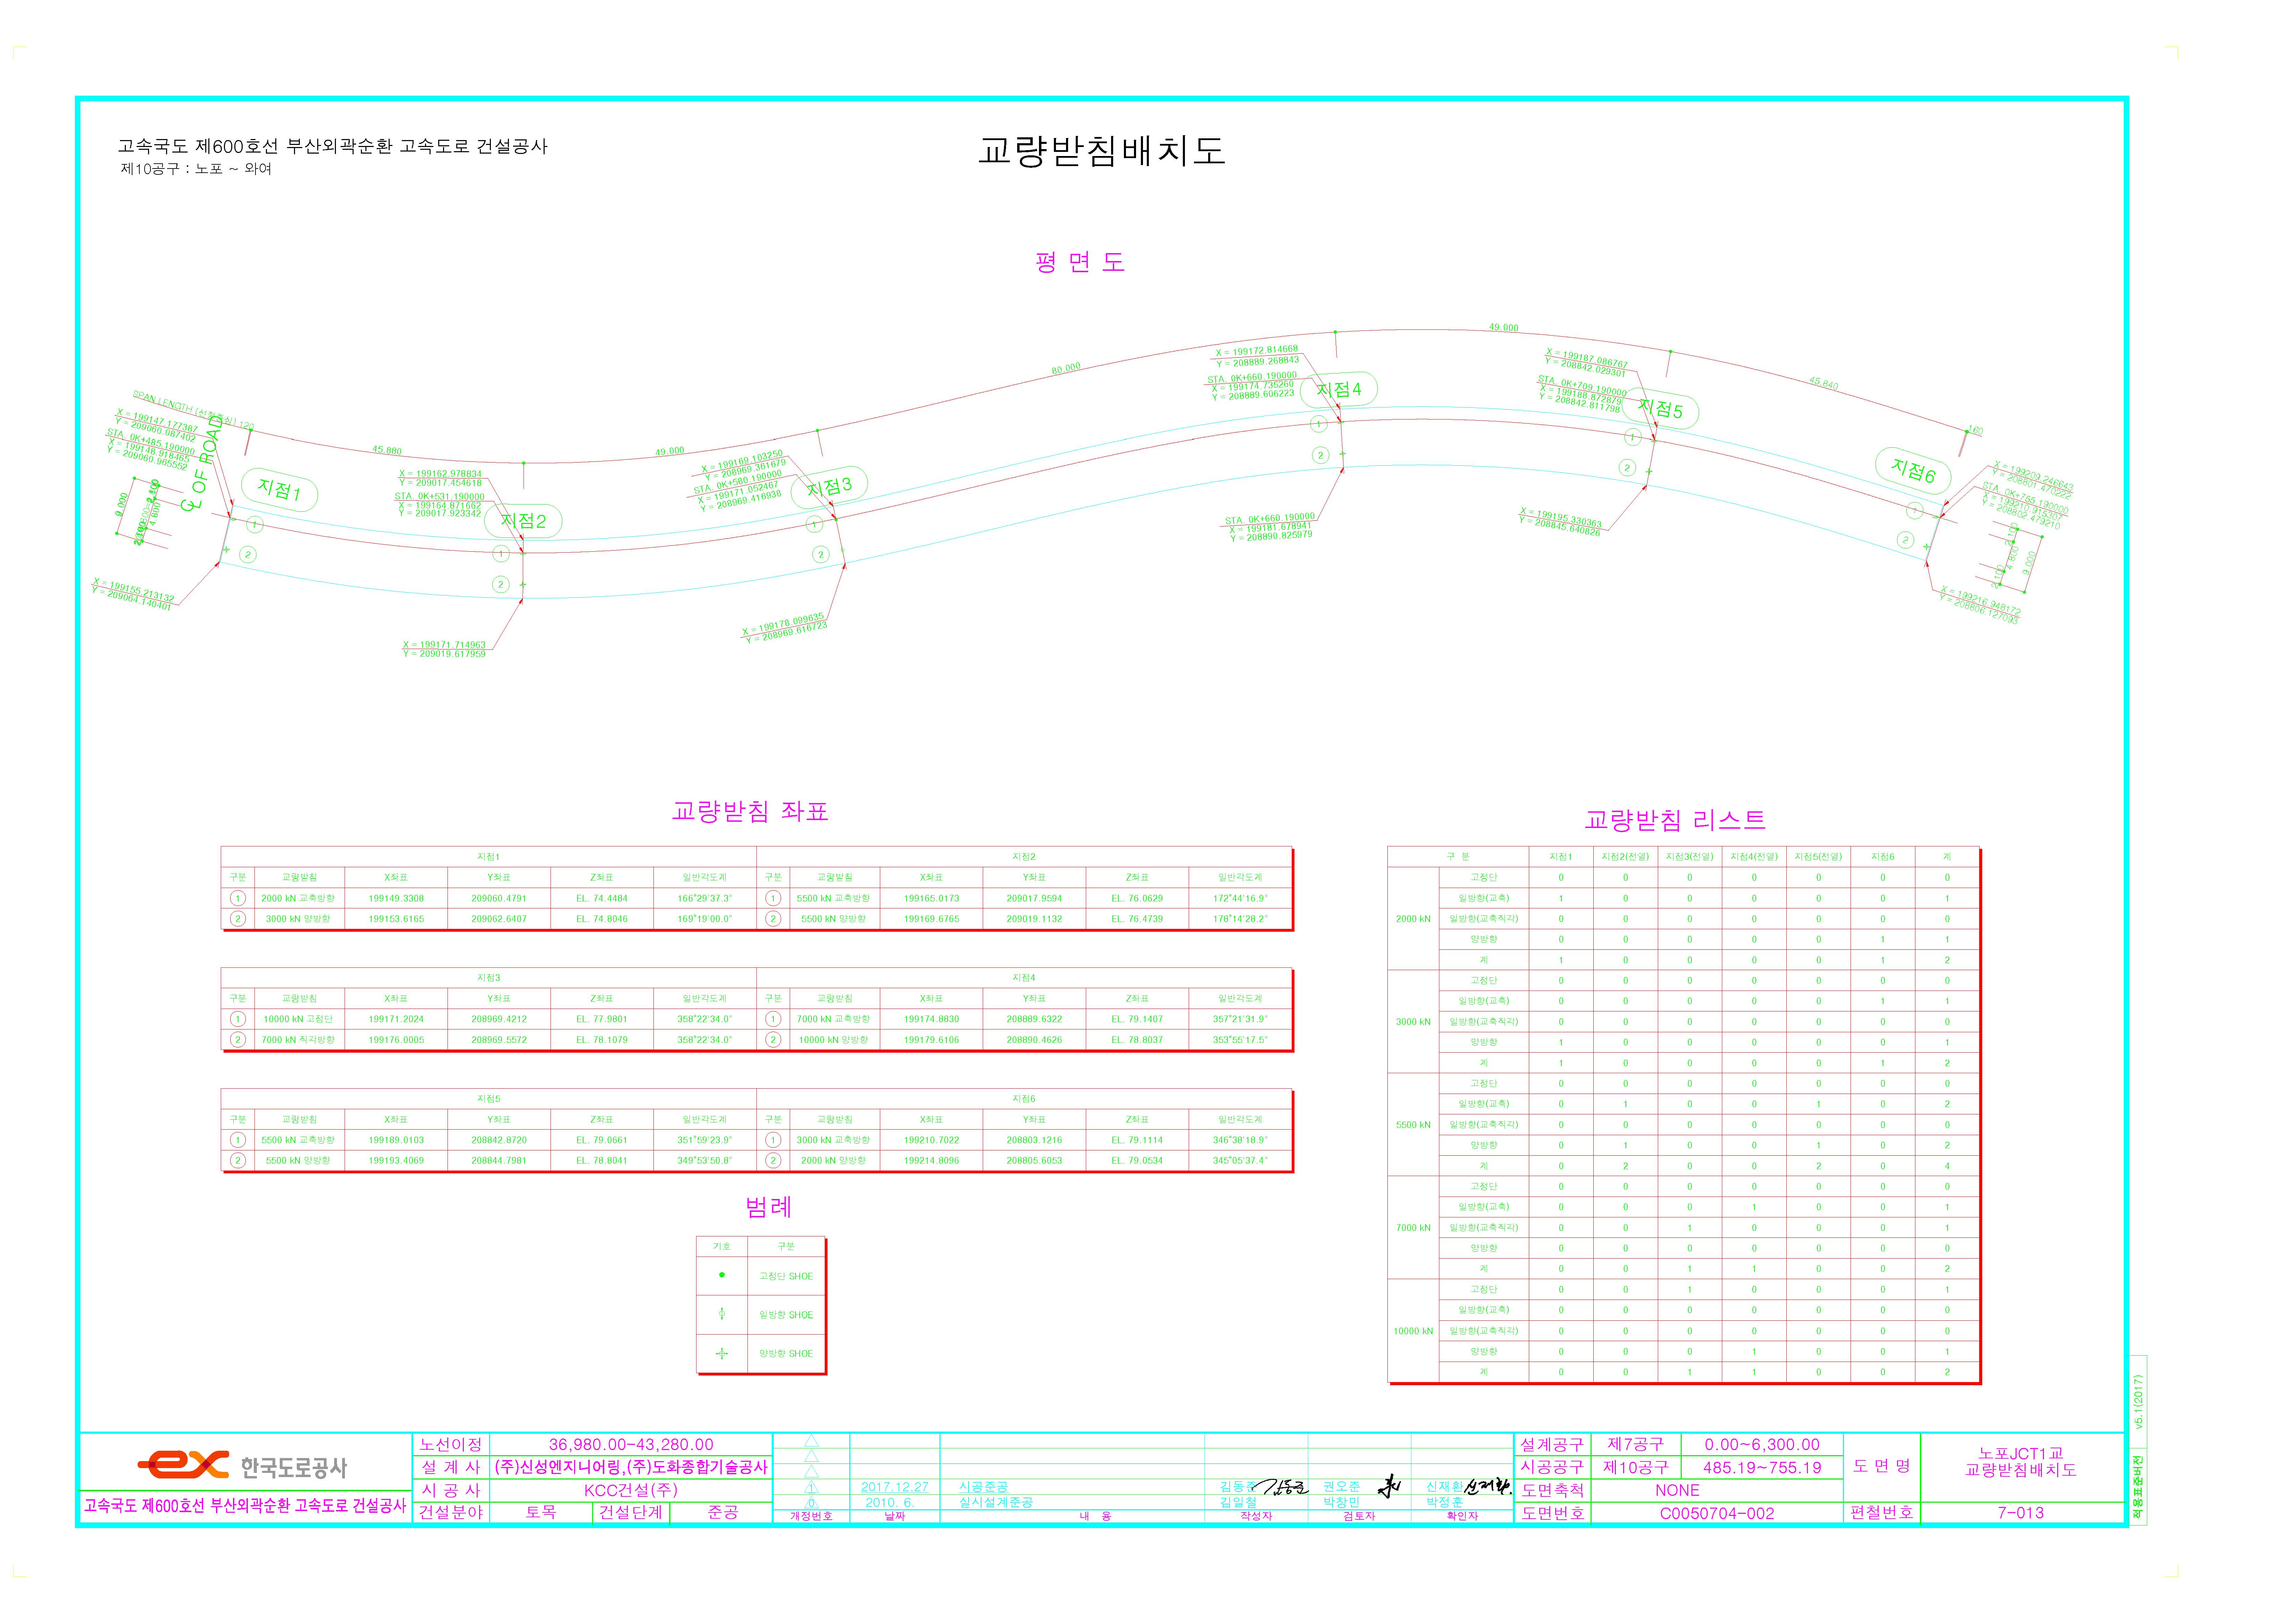 고속국도 제600호선 부산외곽순환 고속도로 건설공사
제10공구 : 노포 ~ 와여
교량받침배치도
평 면 도
SPAN LENGTH (선형중심) 120
45.880
49.000
80.000
49.000
45.840
160
X = 199147.177387
Y = 209060.087402
STA. 0K+485.190000
X = 199148.918465
Y = 209060.965552
X = 199155.213132
Y = 209064.140401
C OF ROAD
9.000
4.800
지점1
①
②
X = 199162.978834
Y = 209017.454618
STA. 0K+531.190000
X = 199164.871662
Y = 209017.923342
X = 199171.714963
Y = 209019.617959
지점2
①
②
X = 199169.103250
Y = 208969.361679
STA. 0K+580.190000
X = 199171.052467
Y = 208969.416938
X = 199178.099635
Y = 208969.616723
지점3
①
②
X = 199172.814668
Y = 208889.268843
STA. 0K+660.190000
X = 199174.735260
Y = 208889.606223
STA. 0K+660.190000
X = 199181.678941
Y = 208890.825979
지점4
①
②
X = 199187.086767
Y = 208842.029301
STA. 0K+709.190000
X = 199188.872879
Y = 208842.811798
X = 199195.330363
Y = 208845.640826
지점5
①
②
X = 199209.246643
Y = 208801.470222
STA. 0K+755.190000
X = 199210.915307
Y = 208802.479210
X = 199216.948172
Y = 208806.127093
지점6
①
②
2.100
4.800
2.100
9.000
교량받침 좌표
지점1 지점2
구분 교량받침 X좌표 Y좌표 Z좌표 일반각도계 구분 교량받침 X좌표 Y좌표 Z좌표 일반각도계
① 2000 kN 교축방향 199149.3308 209060.4791 EL. 74.4484 166°29'37.3" ① 5500 kN 교축방향 199165.0173 209017.9594 EL. 76.0629 172°44'16.9"
② 3000 kN 양방향 199153.6165 209062.6407 EL. 74.8046 169°19'00.0" ② 5500 kN 양방향 199169.6765 209019.1132 EL. 76.4739 178°14'28.2"
지점3 지점4
구분 교량받침 X좌표 Y좌표 Z좌표 일반각도계 구분 교량받침 X좌표 Y좌표 Z좌표 일반각도계
① 10000 kN 고정단 199171.2024 208969.4212 EL. 77.9801 358°22'34.0" ① 7000 kN 교축방향 199174.8830 208889.6322 EL. 79.1407 357°21'31.9"
② 7000 kN 직각방향 199176.0005 208969.5572 EL. 78.1079 358°22'34.0" ② 10000 kN 양방향 199179.6106 208890.4626 EL. 78.8037 353°55'17.5"
지점5 지점6
구분 교량받침 X좌표 Y좌표 Z좌표 일반각도계 구분 교량받침 X좌표 Y좌표 Z좌표 일반각도계
① 5500 kN 교축방향 199189.0103 208842.8720 EL. 79.0661 351°59'23.9" ① 3000 kN 교축방향 199210.7022 208803.1216 EL. 79.1114 346°38'18.9"
② 5500 kN 양방향 199193.4069 208844.7981 EL. 78.8041 349°53'50.8" ② 2000 kN 양방향 199214.8096 208805.6053 EL. 79.0534 345°05'37.4"
범례
기호 구분
고정단 SHOE
일방향 SHOE
양방향 SHOE
교량받침 리스트
구 분 지점1 지점2(전열) 지점3(전열) 지점4(전열) 지점5(전열) 지점6 계
2000 kN
고정단 0 0 0 0 0 0 0
일방향(교축) 1 0 0 0 0 0 1
일방향(교축직각) 0 0 0 0 0 0 0
양방향 0 0 0 0 0 1 1
계 1 0 0 0 0 1 2
3000 kN
고정단 0 0 0 0 0 0 0
일방향(교축) 0 0 0 0 0 1 1
일방향(교축직각) 0 0 0 0 0 0 0
양방향 1 0 0 0 0 0 1
계 1 0 0 0 0 1 2
5500 kN
고정단 0 0 0 0 0 0 0
일방향(교축) 0 1 0 0 1 0 2
일방향(교축직각) 0 0 0 0 0 0 0
양방향 0 1 0 0 1 0 2
계 0 2 0 0 2 0 4
7000 kN
고정단 0 0 0 0 0 0 0
일방향(교축) 0 0 0 1 0 0 1
일방향(교축직각) 0 0 1 0 0 0 1
양방향 0 0 0 0 0 0 0
계 0 0 1 1 0 0 2
10000 kN
고정단 0 0 1 0 0 0 1
일방향(교축) 0 0 0 0 0 0 0
일방향(교축직각) 0 0 0 0 0 0 0
양방향 0 0 0 1 0 0 1
계 0 0 1 1 0 0 2
v5.1(2017)
적용표준버전
ex 한국도로공사
고속국도 제600호선 부산외곽순환 고속도로 건설공사
노선이정 36,980.00-43,280.00
설 계 사 (주)신성엔지니어링,(주)도화종합기술공사
시 공 사 KCC건설(주)
건설분야 토목 건설단계 준공
1 2017.12.27 시공준공 김동준 권오준 신재환
0 2010. 6. 실시설계준공 김일철 박창민 박정훈
개정번호 날짜 내 용 작성자 검토자 확인자
설계공구 제7공구 0.00~6,300.00
시공공구 제10공구 485.19~755.19
도면축척 NONE
도면번호 C0050704-002
도 면 명 노포JCT1교
교량받침배치도
편철번호 7-013